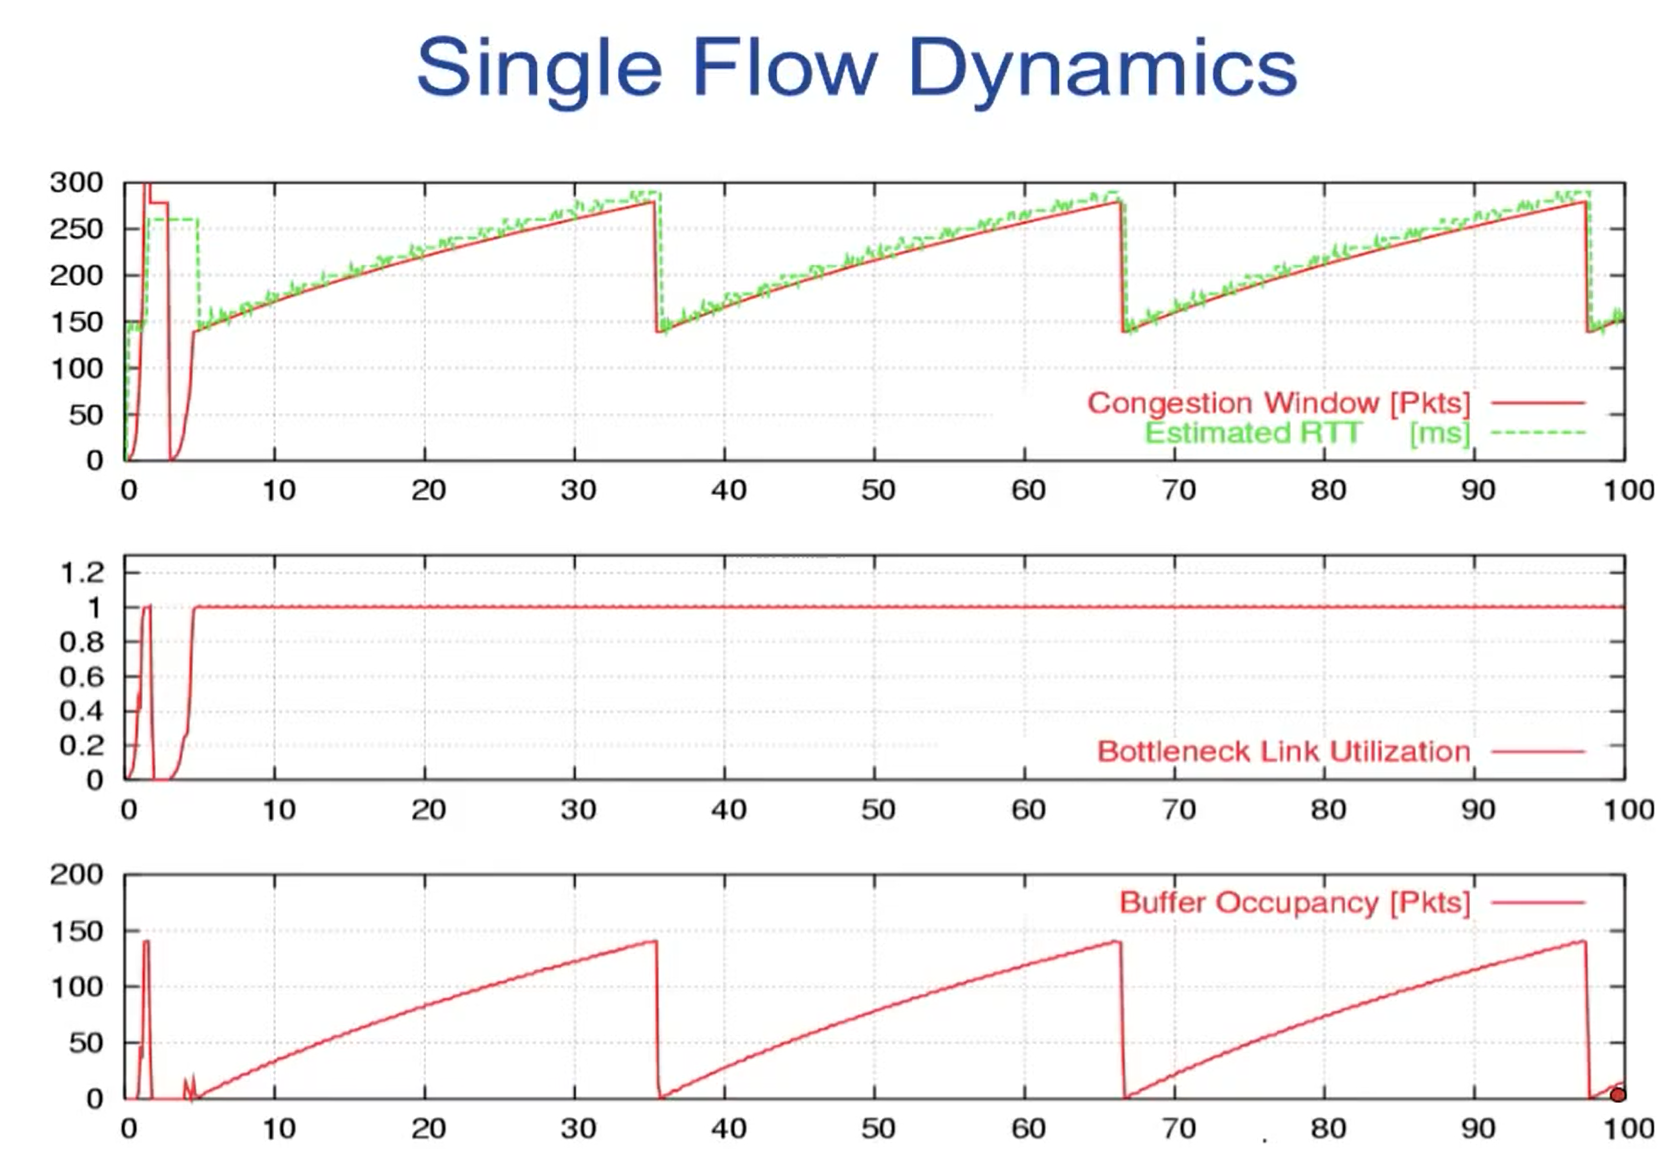 Single Flow Dynamics
300
250
200
150
100
50
0
Congestion Window [Pkts]
Estimated RTT [ms]
0 10 20 30 40 50 60 70 80 90 100
1.2
1
0.8
0.6
0.4
0.2
0
Bottleneck Link Utilization
0 10 20 30 40 50 60 70 80 90 100
200
150
100
50
0
Buffer Occupancy [Pkts]
0 10 20 30 40 50 60 70 80 90 100